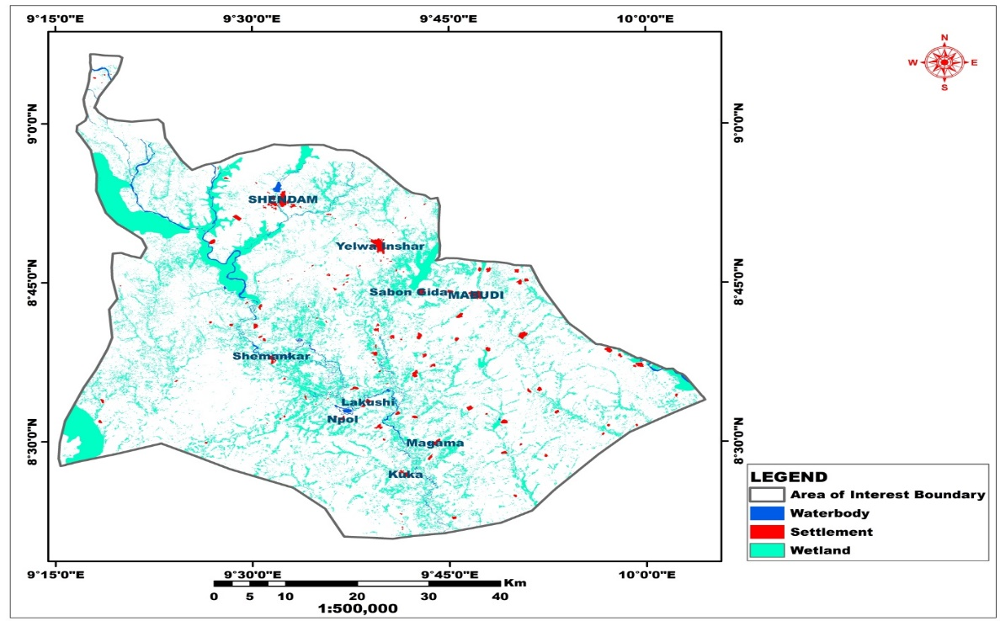 9°15'0"E 9°30'0"E 9°45'0"E 10°0'0"E
N
W E
S
9°0'0"N 9°0'0"N
SHENDAM
Yelwa Inshar
8°45'0"N 8°45'0"N
Sabon Gida MABUDI
Shemankar
Lakushi
Npol
8°30'0"N 8°30'0"N
Magama
Kuka
LEGEND
Area of Interest Boundary
Waterbody
Settlement
Wetland
9°15'0"E 9°30'0"E 9°45'0"E 10°0'0"E
Km
0 5 10 20 30 40
1:500,000